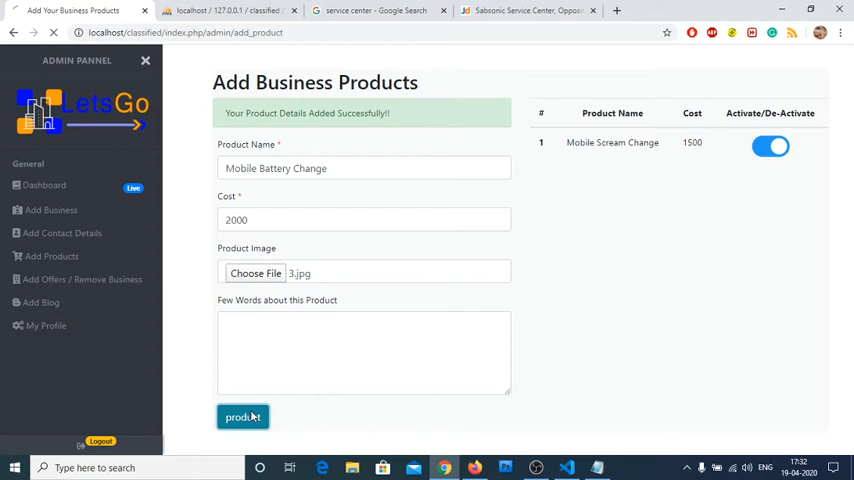 Add Your Business Products
localhost / 127.0.0.1 / classified /
service center - Google Search
Sabsonic Service Center, Oppos
localhost/classified/index.php/admin/add_product
ADMIN PANNEL
LetsGo
General
Dashboard
Live
Add Business
Add Contact Details
Add Products
Add Offers / Remove Business
Add Blog
My Profile
Logout
Add Business Products
Your Product Details Added Successfully!!
Product Name *
Mobile Battery Change
Cost *
2000
Product Image
Choose File 3.jpg
Few Words about this Product
product
# Product Name Cost Activate/De-Activate
1 Mobile Scream Change 1500
Type here to search
ENG
17:32
19-04-2020